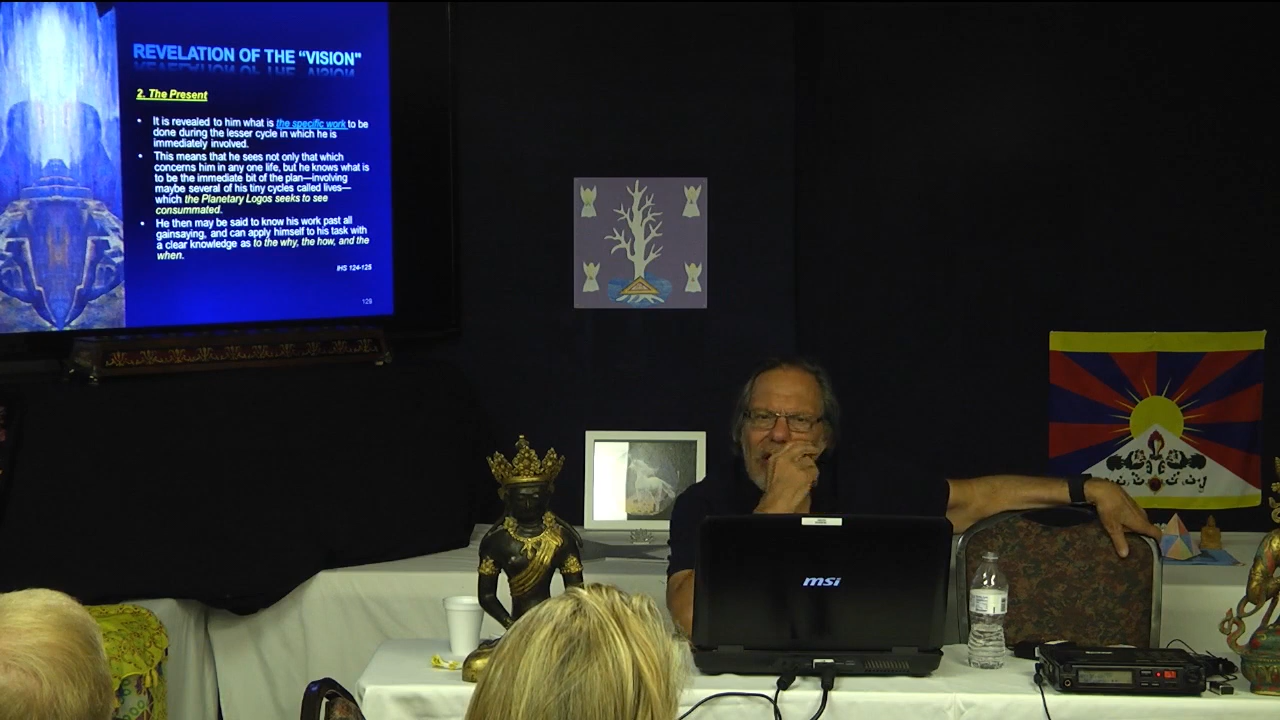 REVELATION OF THE “VISION"
2. The Present
• It is revealed to him what is the specific work to be
done during the lesser cycle in which he is
immediately involved.
• This means that he sees not only that which
concerns him in any one life, but he knows what is
to be the immediate bit of the plan—involving
maybe several of his tiny cycles called lives—
which the Planetary Logos seeks to see
consummated.
• He then may be said to know his work past all
gainsaying, and can apply himself to his task with
a clear knowledge as to the why, the how, and the
when.
IHS 124-125
msi